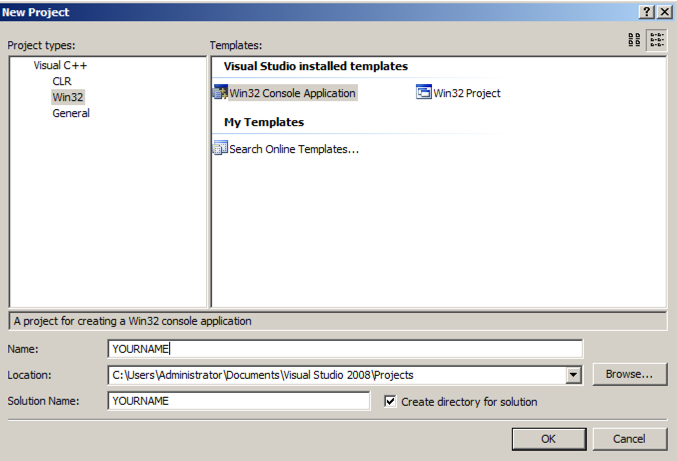 New Project
Project types:
Templates:
Visual C++
CLR
Win32
General
Visual Studio installed templates
Win32 Console Application
Win32 Project
My Templates
Search Online Templates...
A project for creating a Win32 console application
Name:
YOURNAME
Location:
C:\Users\Administrator\Documents\Visual Studio 2008\Projects
Browse...
Solution Name:
YOURNAME
Create directory for solution
OK
Cancel